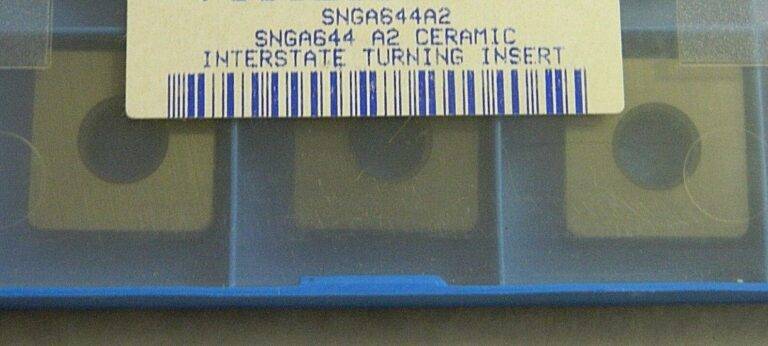 SNGA644A2
SNGA644 A2 CERAMIC
INTERSTATE TURNING INSERT